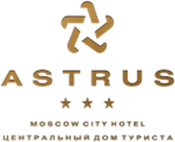 ASTRUS
MOSCOW CITY HOTEL
ЦЕНТРАЛЬНЫЙ ДОМ ТУРИСТА